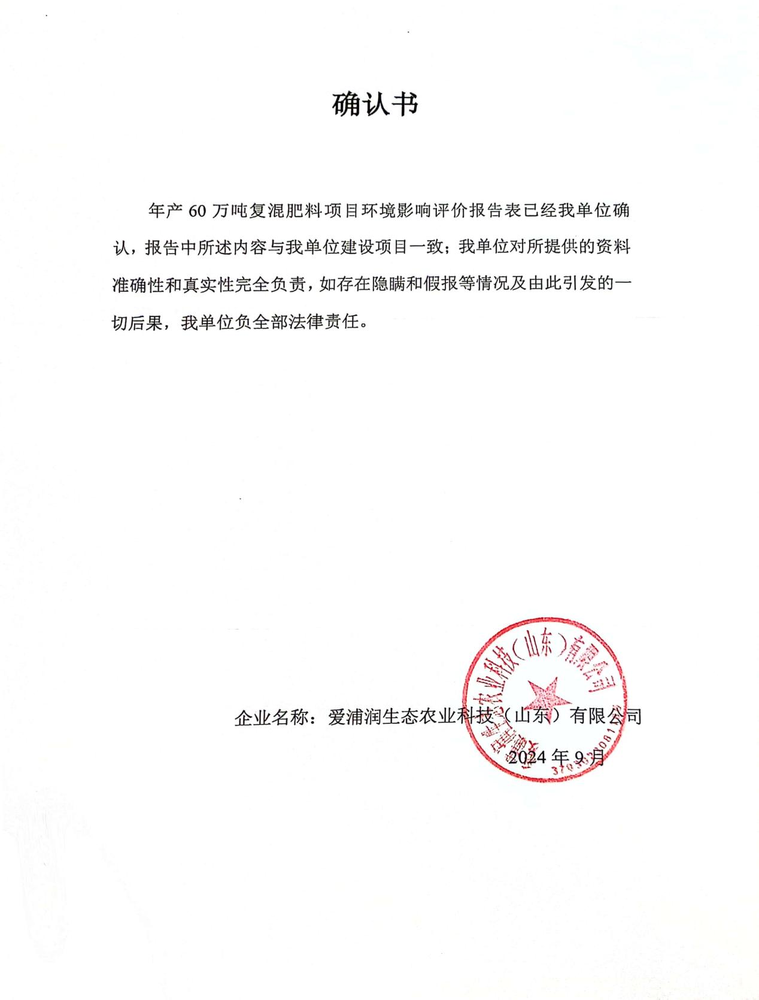 确认书
年产 60 万吨复混肥料项目环境影响评价报告表已经我单位确
认，报告中所述内容与我单位建设项目一致；我单位对所提供的资料
准确性和真实性完全负责，如存在隐瞒和假报等情况及由此引发的一
切后果，我单位负全部法律责任。
农业科技（山东）有限公司
企业名称：爱浦润生态农业科技（山东）有限公司
2024 年 9 月